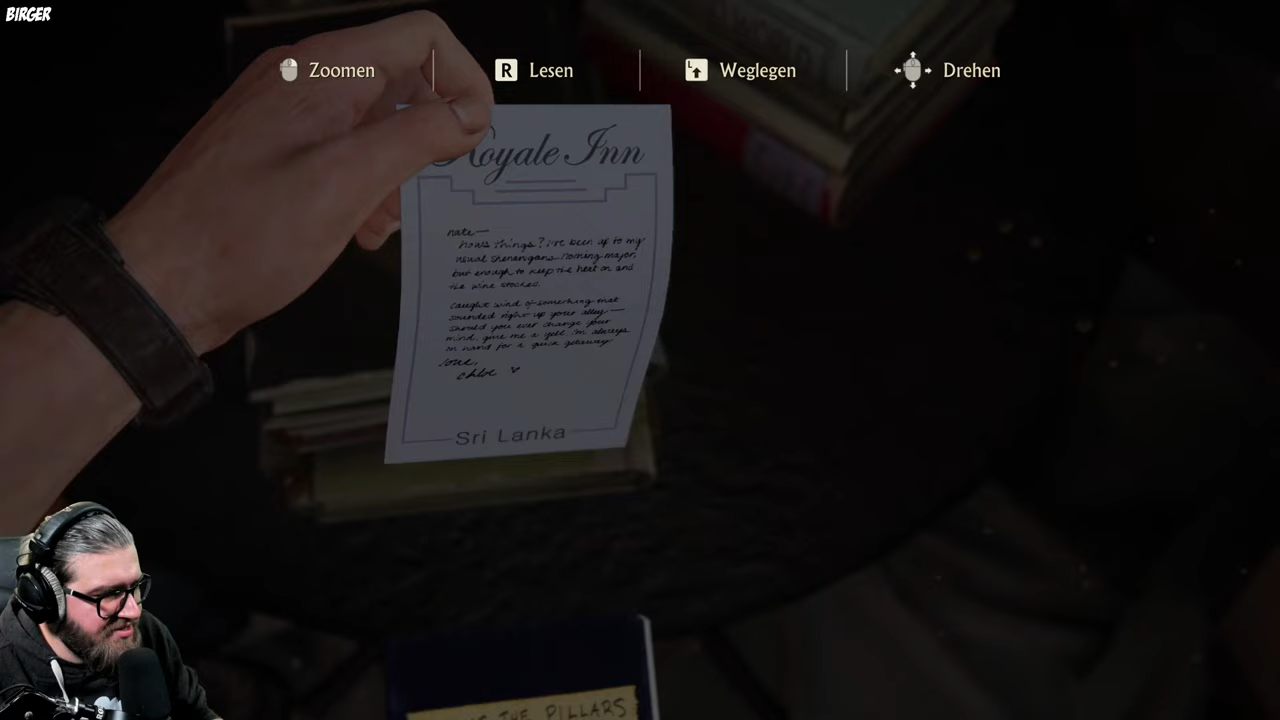 BIRGER
Zoomen
R Lesen
L Weglegen
Drehen
Royale Inn
nate—
how's things? I've been up to my
usual shenanigans. Nothing major,
but enough to keep the heat on and
the wine stocked.
caught wind of something that
sounded right up your alley—
should you ever change your
mind, give me a yell. I'm always
on hand for a quick getaway
love,
chloe
Sri Lanka
THE PILLARS